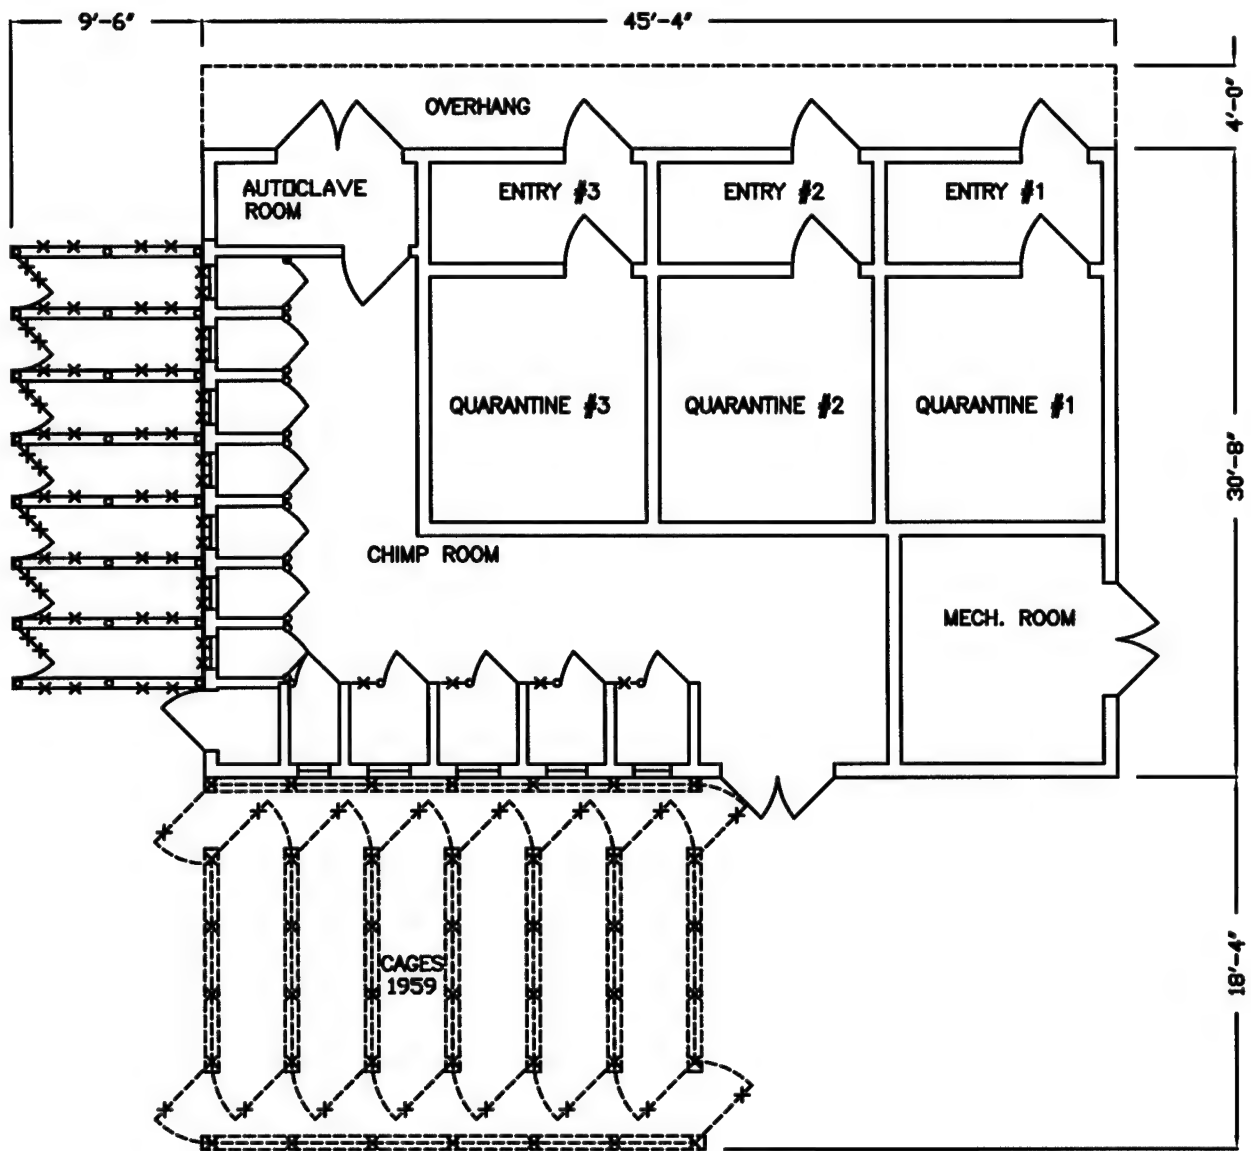 9'-6"
45'-4"
4'-0"
OVERHANG
AUTOCLAVE
ROOM
ENTRY #3
ENTRY #2
ENTRY #1
QUARANTINE #3
QUARANTINE #2
QUARANTINE #1
30'-8"
CHIMP ROOM
MECH. ROOM
CAGES
1959
18'-4"